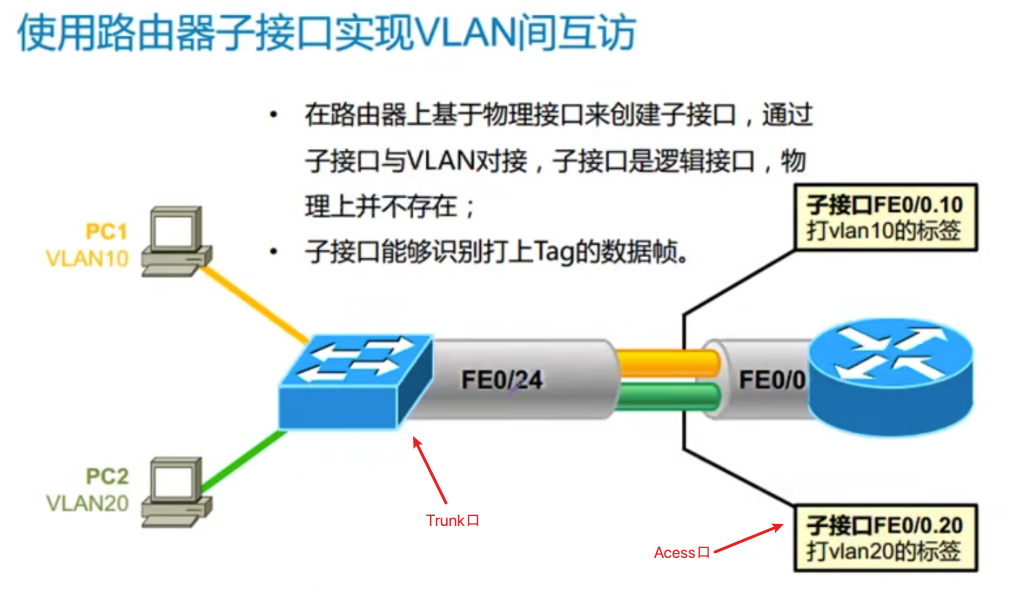 使用路由器子接口实现VLAN间互访
• 在路由器上基于物理接口来创建子接口，通过
子接口与VLAN对接，子接口是逻辑接口，物
理上并不存在；
• 子接口能够识别打上Tag的数据帧。
子接口FE0/0.10
打vlan10的标签
PC1
VLAN10
FE0/24
FE0/0
PC2
VLAN20
Trunk口
子接口FE0/0.20
打vlan20的标签
Acess口